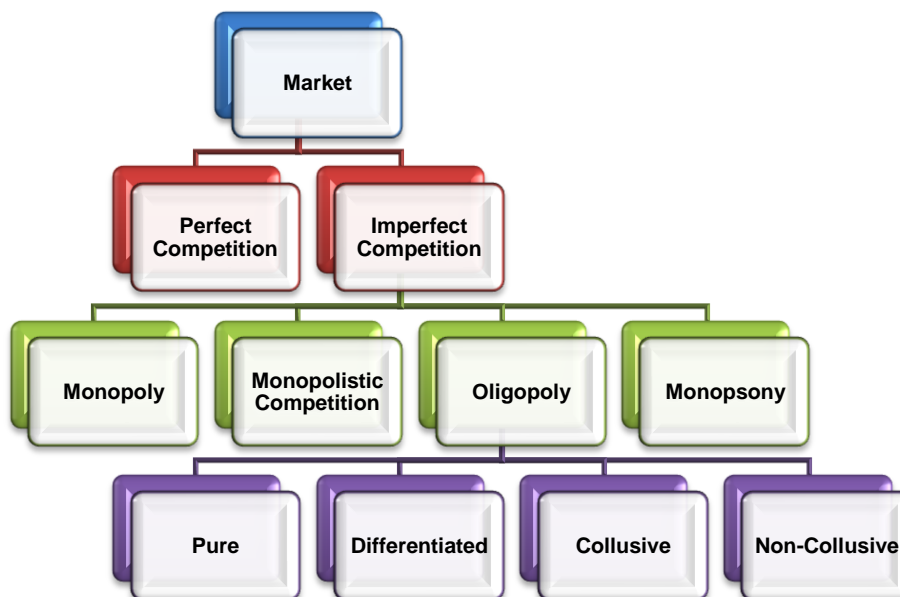 Market
Perfect
Competition
Imperfect
Competition
Monopoly
Monopolistic
Competition
Oligopoly
Monopsony
Pure
Differentiated
Collusive
Non-Collusive